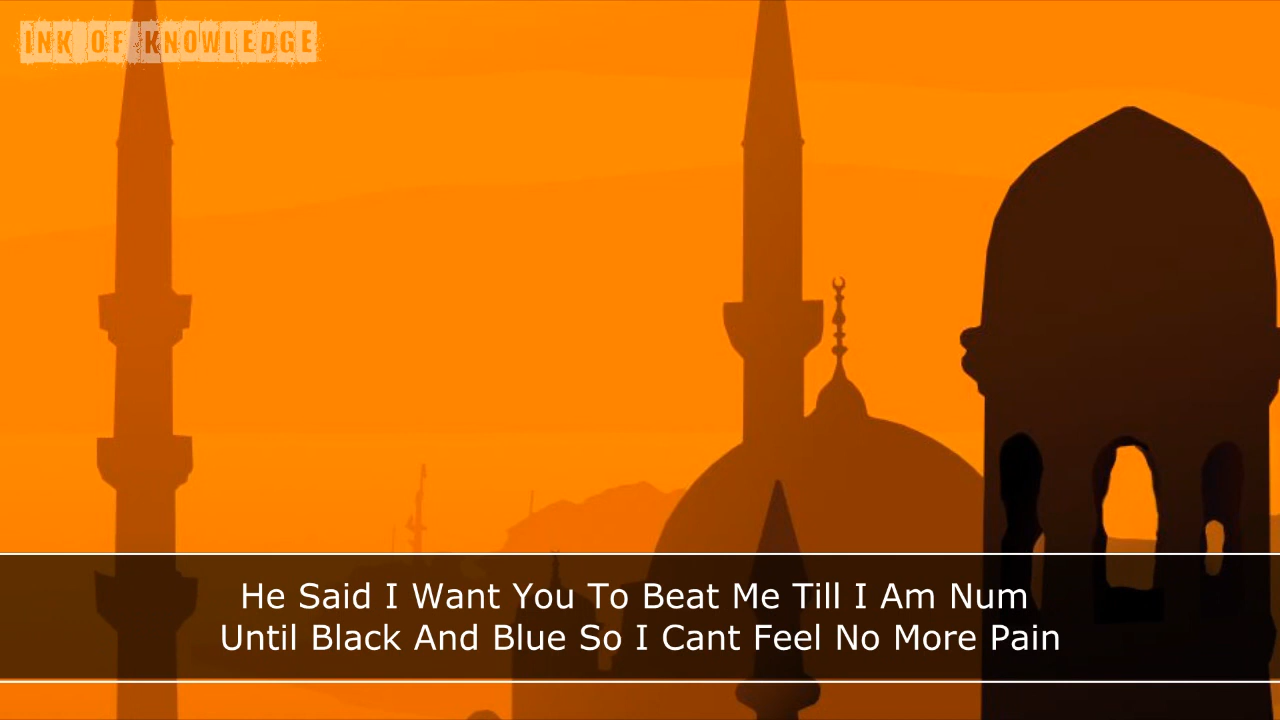 INK OF KNOWLEDGE
He Said I Want You To Beat Me Till I Am Num
Until Black And Blue So I Cant Feel No More Pain